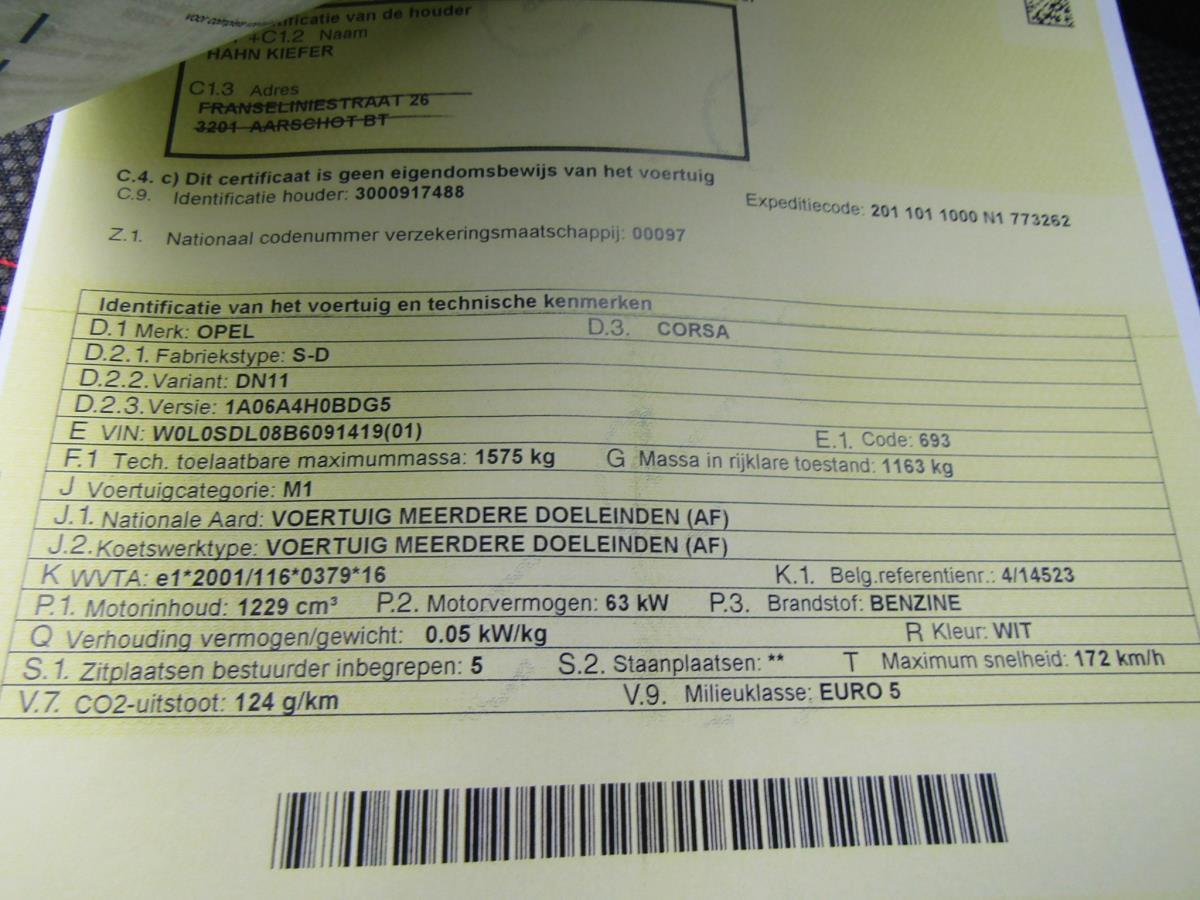 ificatie van de houder
+C1.2 Naam
HAHN KIEFER
C1.3 Adres
FRANSELINIESTRAAT 26
3201 AARSCHOT BT
C.4. c) Dit certificaat is geen eigendomsbewijs van het voertuig
C.9. Identificatie houder: 3000917488
Expeditiecode: 201 101 1000 N1 773262
Z.1. Nationaal codenummer verzekeringsmaatschappij: 00097
Identificatie van het voertuig en technische kenmerken
D.1 Merk: OPEL D.3. CORSA
D.2.1. Fabriekstype: S-D
D.2.2. Variant: DN11
D.2.3. Versie: 1A06A4H0BDG5
E VIN: W0L0SDL08B6091419(01) E.1. Code: 693
F.1 Tech. toelaatbare maximummassa: 1575 kg G Massa in rijklare toestand: 1163 kg
J Voertuigcategorie: M1
J.1. Nationale Aard: VOERTUIG MEERDERE DOELEINDEN (AF)
J.2. Koetswerktype: VOERTUIG MEERDERE DOELEINDEN (AF)
K WVTA: e1*2001/116*0379*16 K.1. Belg.referentienr.: 4/14523
P.1. Motorinhoud: 1229 cm³ P.2. Motorvermogen: 63 kW P.3. Brandstof: BENZINE
Q Verhouding vermogen/gewicht: 0.05 kW/kg R Kleur: WIT
S.1. Zitplaatsen bestuurder inbegrepen: 5 S.2. Staanplaatsen: ** T Maximum snelheid: 172 km/h
V.7. CO2-uitstoot: 124 g/km V.9. Milieuklasse: EURO 5